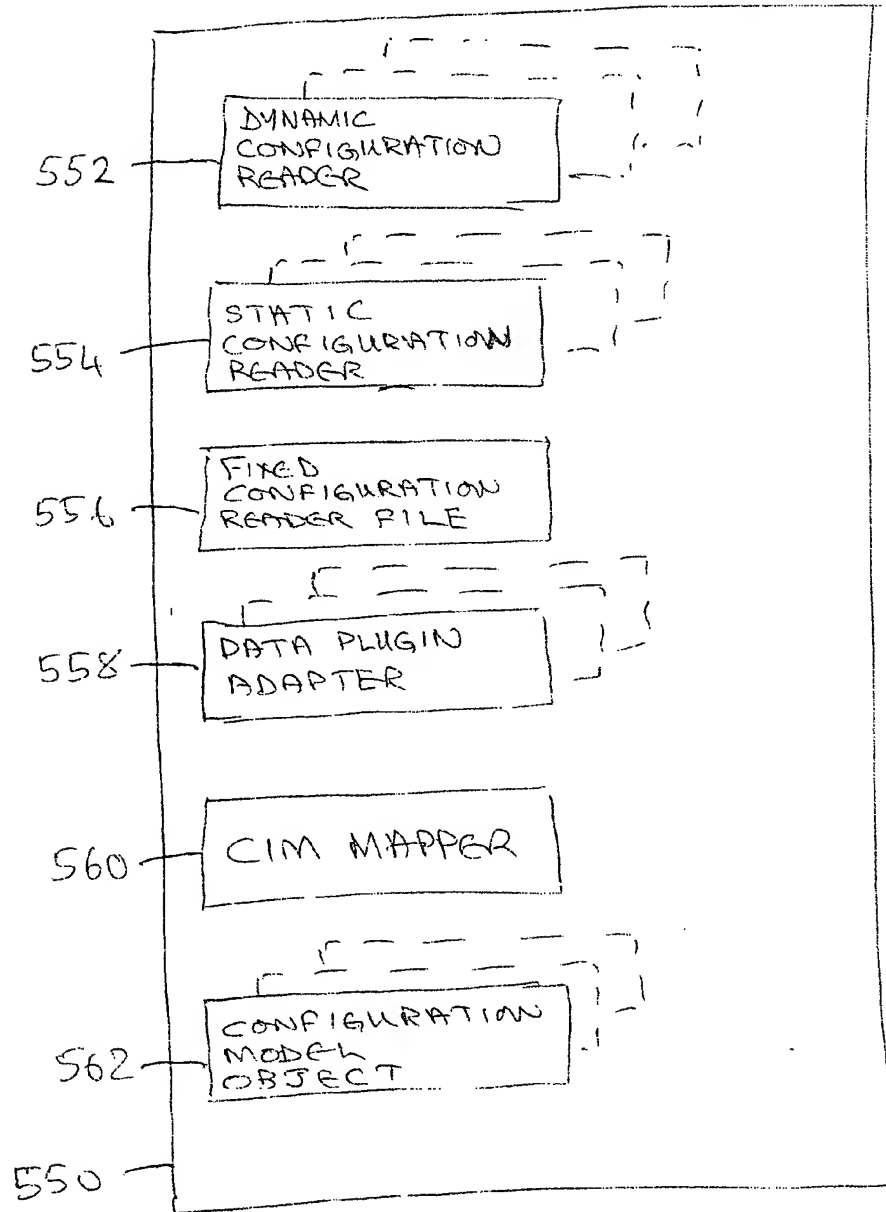 DYNAMIC
CONFIGURATION
READER
552
STATIC
CONFIGURATION
READER
554
FIXED
CONFIGURATION
READER FILE
556
DATA PLUGIN
ADAPTER
558
CIM MAPPER
560
CONFIGURATION
MODEL
OBJECT
562
550